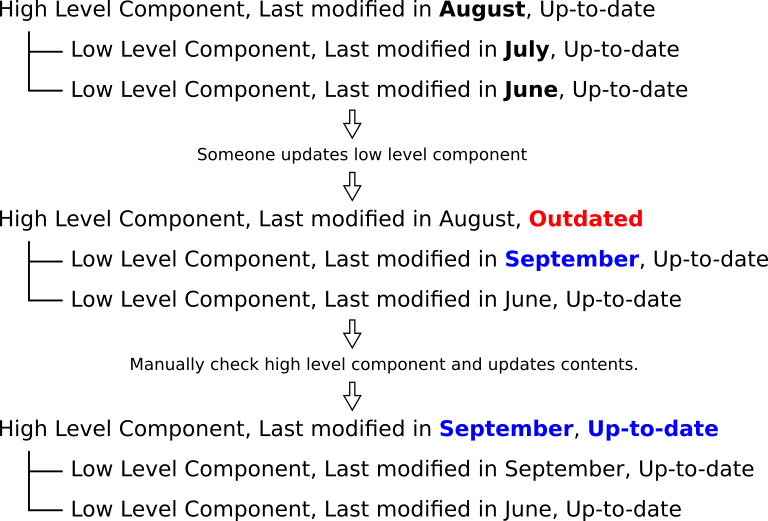 High Level Component, Last modified in August, Up-to-date
Low Level Component, Last modified in July, Up-to-date
Low Level Component, Last modified in June, Up-to-date
Someone updates low level component
High Level Component, Last modified in August, Outdated
Low Level Component, Last modified in September, Up-to-date
Low Level Component, Last modified in June, Up-to-date
Manually check high level component and updates contents.
High Level Component, Last modified in September, Up-to-date
Low Level Component, Last modified in September, Up-to-date
Low Level Component, Last modified in June, Up-to-date